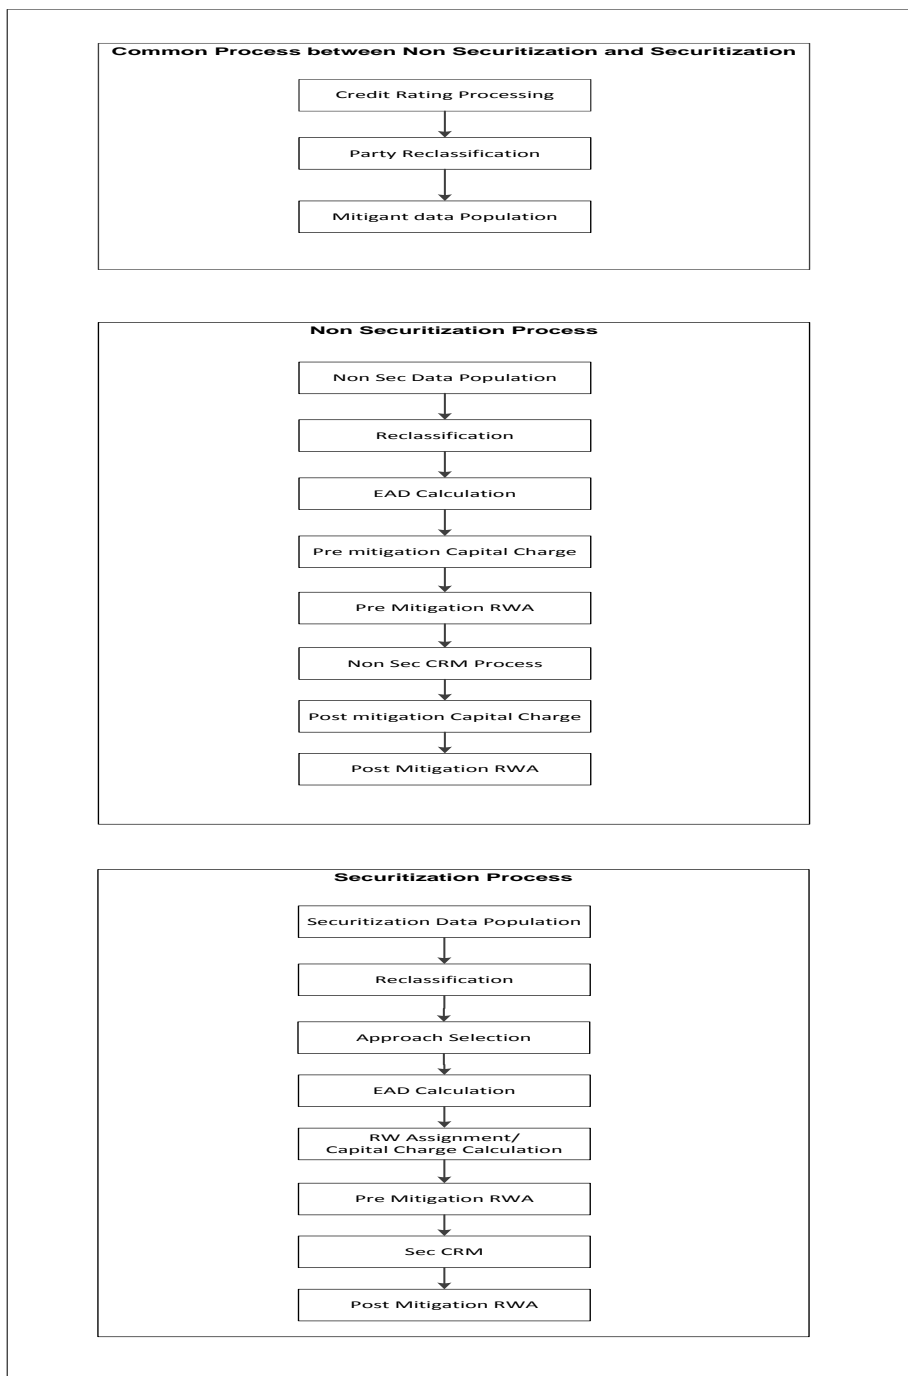 Common Process between Non Securitization and Securitization
Credit Rating Processing
Party Reclassification
Mitigant data Population
Non Securitization Process
Non Sec Data Population
Reclassification
EAD Calculation
Pre mitigation Capital Charge
Pre Mitigation RWA
Non Sec CRM Process
Post mitigation Capital Charge
Post Mitigation RWA
Securitization Process
Securitization Data Population
Reclassification
Approach Selection
EAD Calculation
RW Assignment/
Capital Charge Calculation
Pre Mitigation RWA
Sec CRM
Post Mitigation RWA